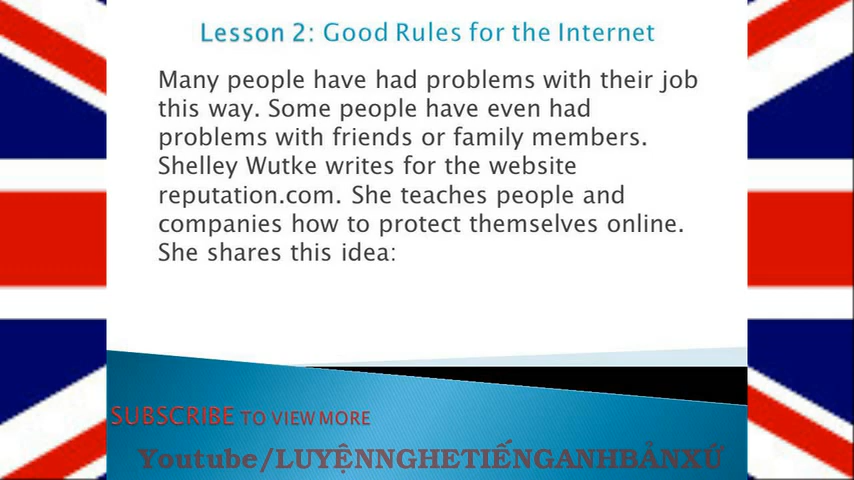 Lesson 2: Good Rules for the Internet
Many people have had problems with their job
this way. Some people have even had
problems with friends or family members.
Shelley Wutke writes for the website
reputation.com. She teaches people and
companies how to protect themselves online.
She shares this idea:
SUBSCRIBE TO VIEW MORE
Youtube/LUYỆNNGHETIẾNGANHBẢNXỨ